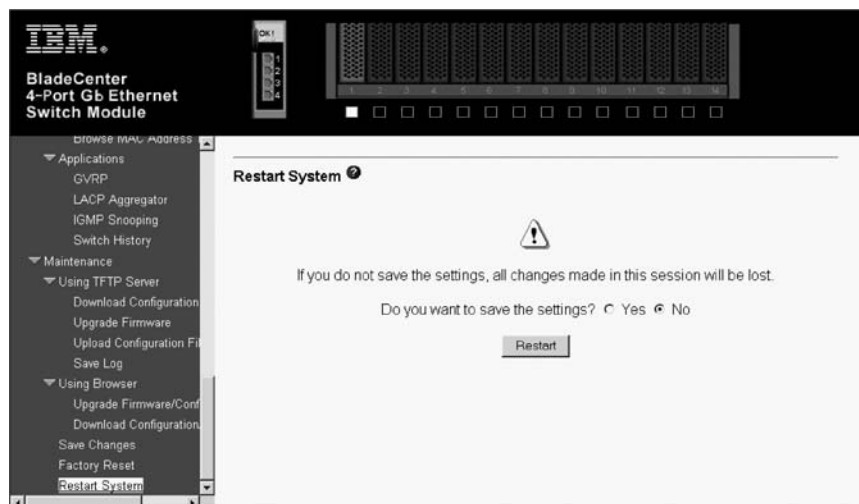 IBM.
BladeCenter
4-Port Gb Ethernet
Switch Module
OK!
1
2
3
4
1 2 3 4 5 6 7 8 9 10 11 12 13 14
Browse MAC Address
Applications
GVRP
LACP Aggregator
IGMP Snooping
Switch History
Maintenance
Using TFTP Server
Download Configuration
Upgrade Firmware
Upload Configuration Fil
Save Log
Using Browser
Upgrade Firmware/Conf
Download Configuration
Save Changes
Factory Reset
Restart System
Restart System ?
If you do not save the settings, all changes made in this session will be lost.
Do you want to save the settings? Yes No
Restart